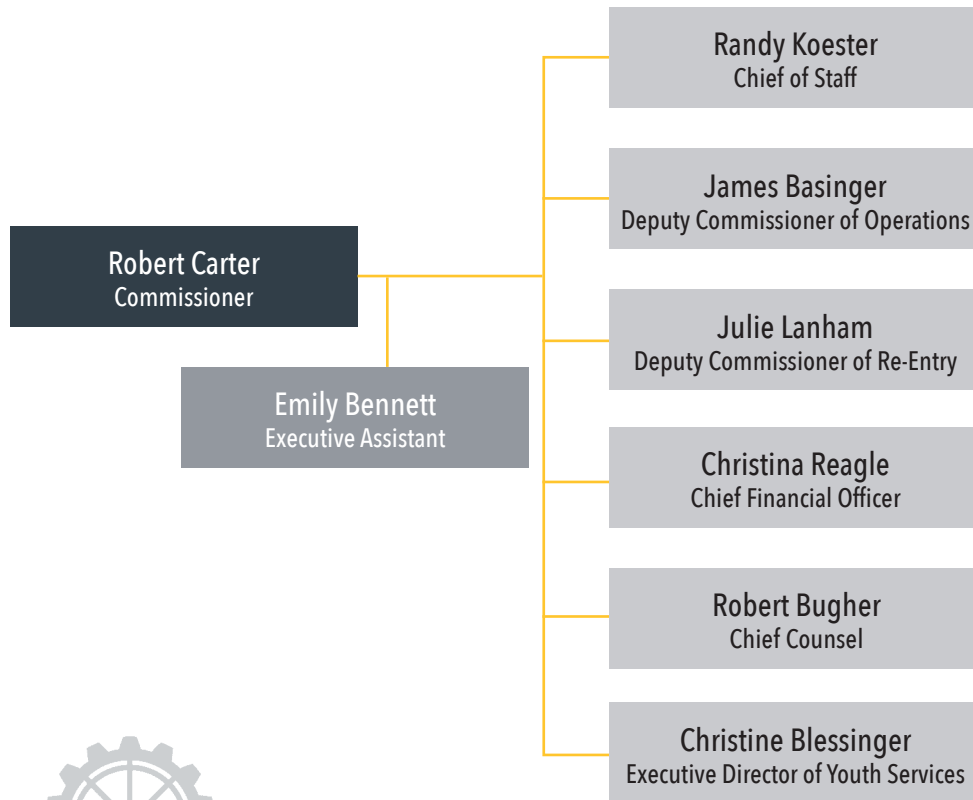 Robert Carter
Commissioner
Emily Bennett
Executive Assistant
Randy Koester
Chief of Staff
James Basinger
Deputy Commissioner of Operations
Julie Lanham
Deputy Commissioner of Re-Entry
Christina Reagle
Chief Financial Officer
Robert Bugher
Chief Counsel
Christine Blessinger
Executive Director of Youth Services